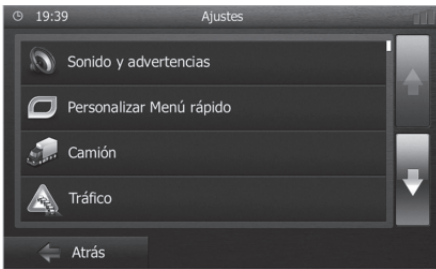 19:39 Ajustes
Sonido y advertencias
Personalizar Menú rápido
Camión
Tráfico
Atrás